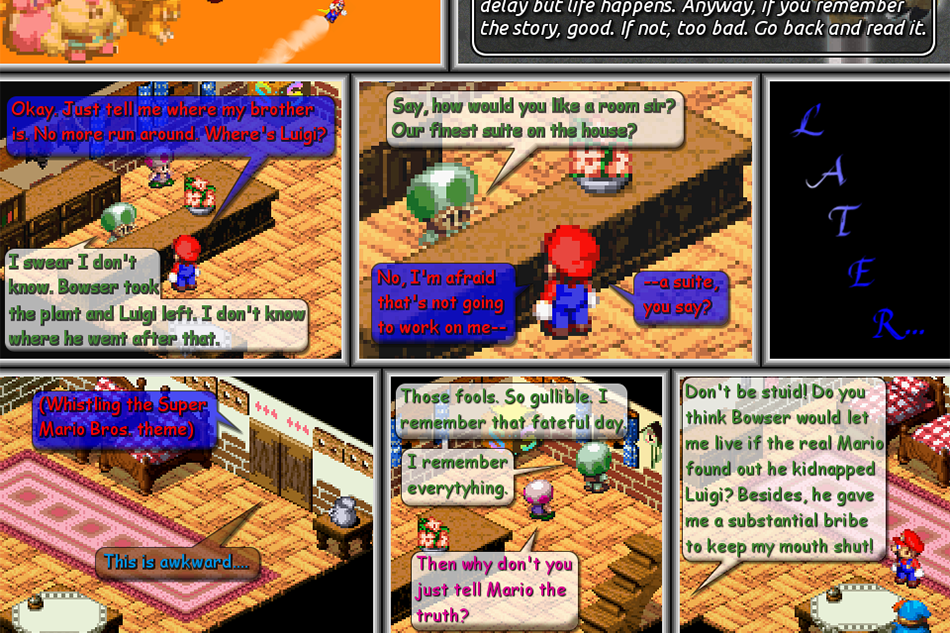 delay but life happens. Anyway, if you remember
the story, good. If not, too bad. Go back and read it.
Okay. Just tell me where my brother
is. No more run around. Where's Luigi?
I swear I don't
know. Bowser took
the plant and Luigi left. I don't know
where he went after that.
Say, how would you like a room sir?
Our finest suite on the house?
No, I'm afraid
that's not going
to work on me--
--a suite,
you say?
L
A
T
E
R...
(Whistling the Super
Mario Bros. theme)
This is awkward....
Those fools. So gullible. I
remember that fateful day.
I remember
everytyhing.
Then why don't you
just tell Mario the
truth?
Don't be stuid! Do you
think Bowser would let
me live if the real Mario
found out he kidnapped
Luigi? Besides, he gave
me a substantial bribe
to keep my mouth shut!